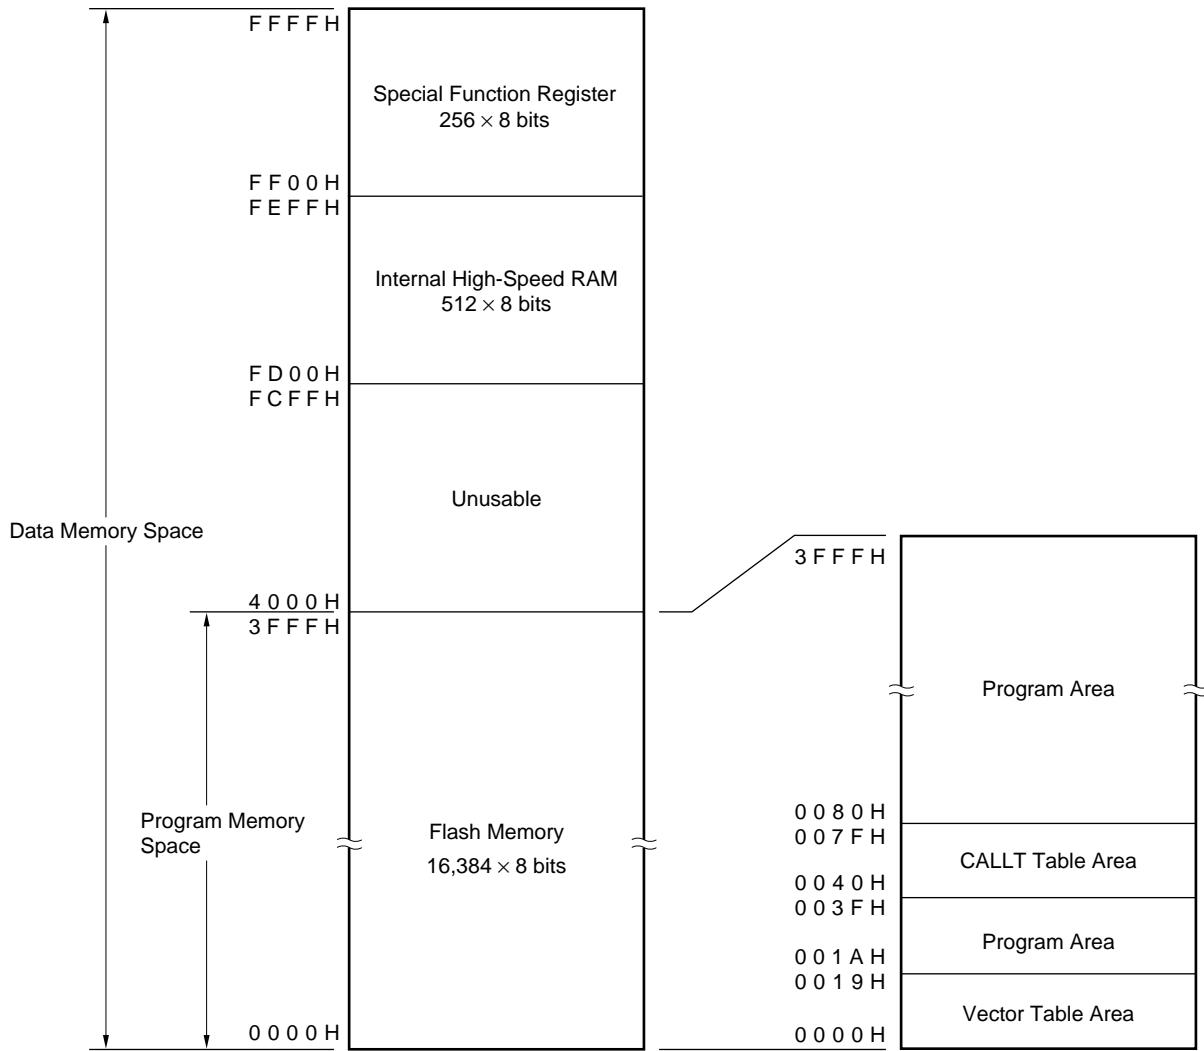 FFFFH
Special Function Register
256 × 8 bits
FF00H
FEFFH
Internal High-Speed RAM
512 × 8 bits
FD00H
FCFFH
Unusable
Data Memory Space
4000H
3FFFH
Program Memory
Space
Flash Memory
16,384 × 8 bits
0000H
3FFFH
Program Area
0080H
007FH
CALLT Table Area
0040H
003FH
Program Area
001AH
0019H
Vector Table Area
0000H